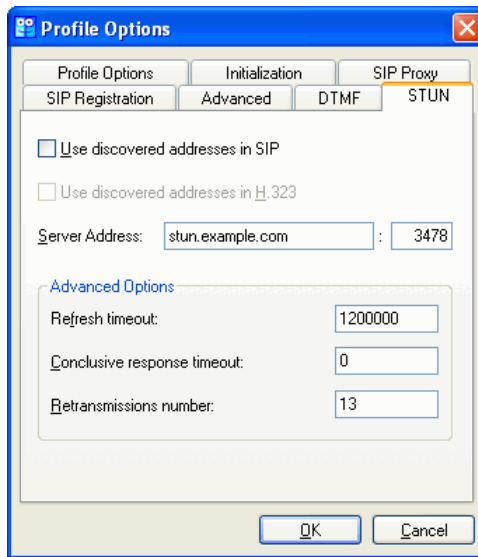 Profile Options
Profile Options Initialization SIP Proxy
SIP Registration Advanced DTMF STUN
Use discovered addresses in SIP
Use discovered addresses in H.323
Server Address: stun.example.com : 3478
Advanced Options
Refresh timeout: 1200000
Conclusive response timeout: 0
Retransmissions number: 13
OK Cancel